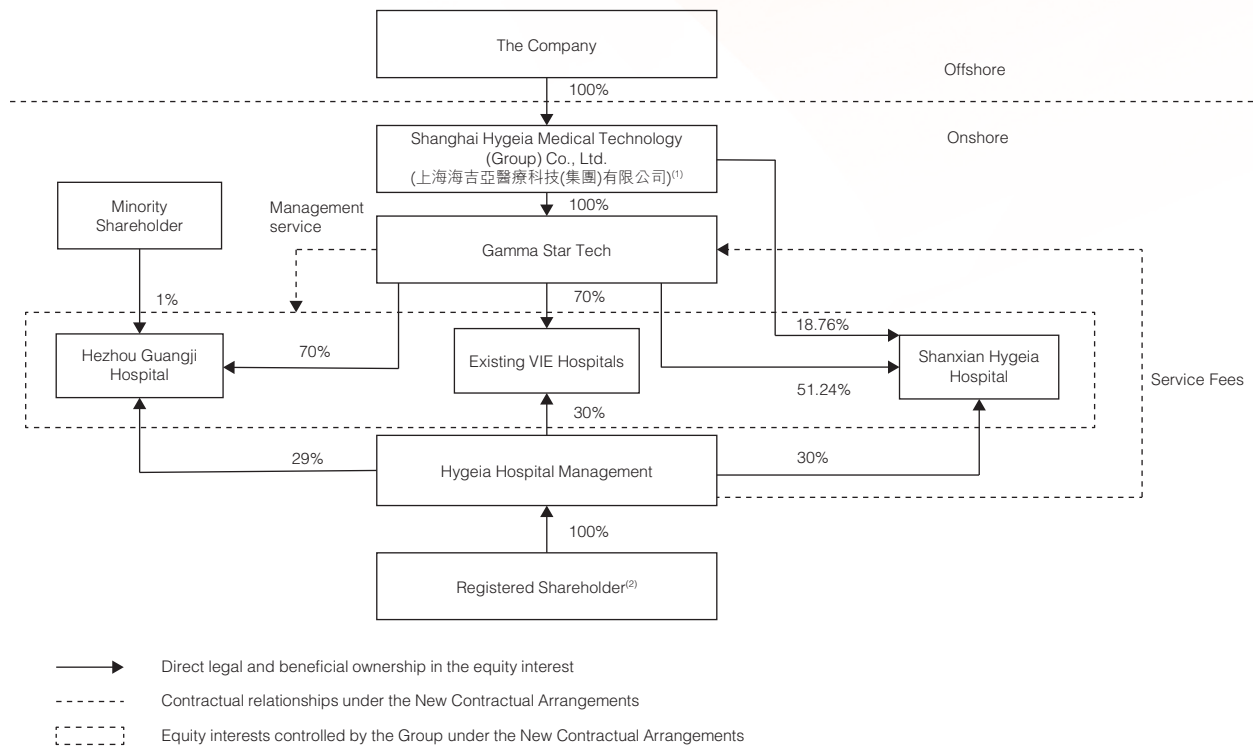 The Company
Offshore
100%
Onshore
Shanghai Hygeia Medical Technology
(Group) Co., Ltd.
(上海海吉亞醫療科技(集團)有限公司)(1)
Minority
Shareholder
Management
service
100%
Gamma Star Tech
1%
70%
18.76%
Hezhou Guangji
Hospital
70%
Existing VIE Hospitals
Shanxian Hygeia
Hospital
Service Fees
51.24%
30%
29%
Hygeia Hospital Management
30%
100%
Registered Shareholder(2)
Direct legal and beneficial ownership in the equity interest
Contractual relationships under the New Contractual Arrangements
Equity interests controlled by the Group under the New Contractual Arrangements